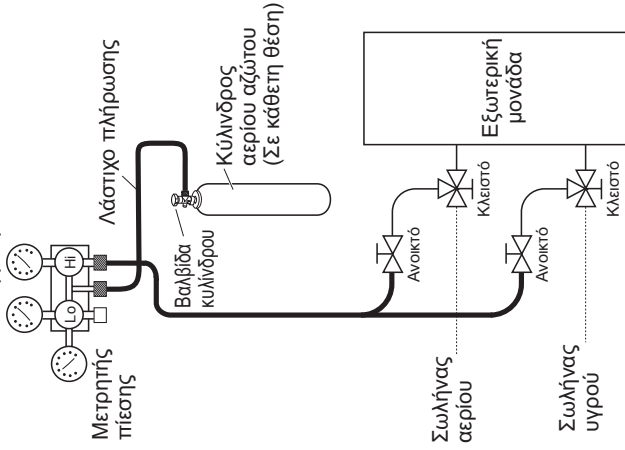 Λάστιχο πλήρωσης
Κύλινδρος
αερίου αζώτου
(Σε κάθετη θέση)
Εξωτερική
μονάδα
Hi
Lo
Βαλβίδα
κυλίνδρου
Κλειστό
Κλειστό
Ανοικτό
Ανοικτό
Μετρητής
πίεσης
Σωλήνας
αερίου
Σωλήνας
υγρού